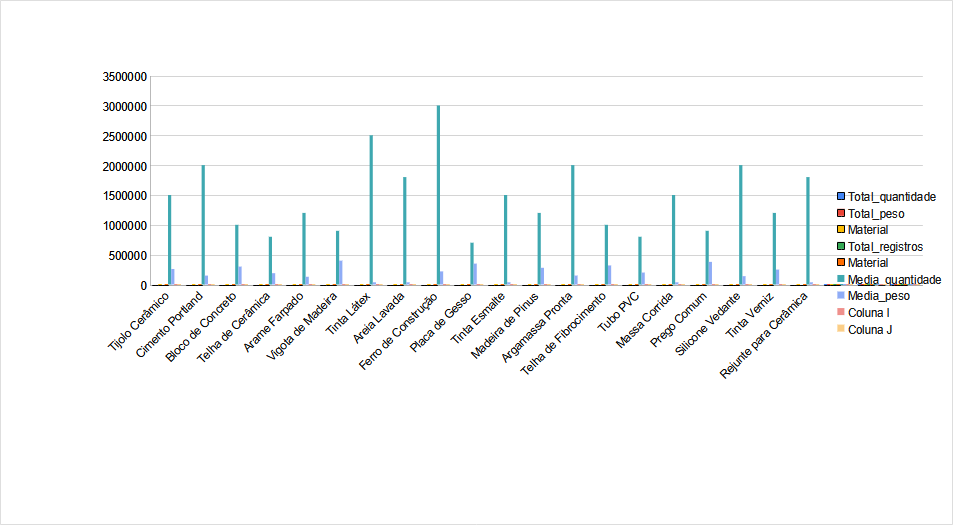 3500000
3000000
2500000
2000000
1500000
1000000
500000
0
Tijolo Cerâmico
Cimento Portland
Bloco de Concreto
Telha de Cerâmica
Arame Farpado
Vigota de Madeira
Tinta Látex
Areia Lavada
Ferro de Construção
Placa de Gesso
Tinta Esmalte
Madeira de Pinus
Argamassa Pronta
Telha de Fibrocimento
Tubo PVC
Massa Corrida
Prego Comum
Silicone Vedante
Tinta Verniz
Rejunte para Cerâmica
Total_quantidade
Total_peso
Material
Total_registros
Material
Media_quantidade
Media_peso
Coluna I
Coluna J